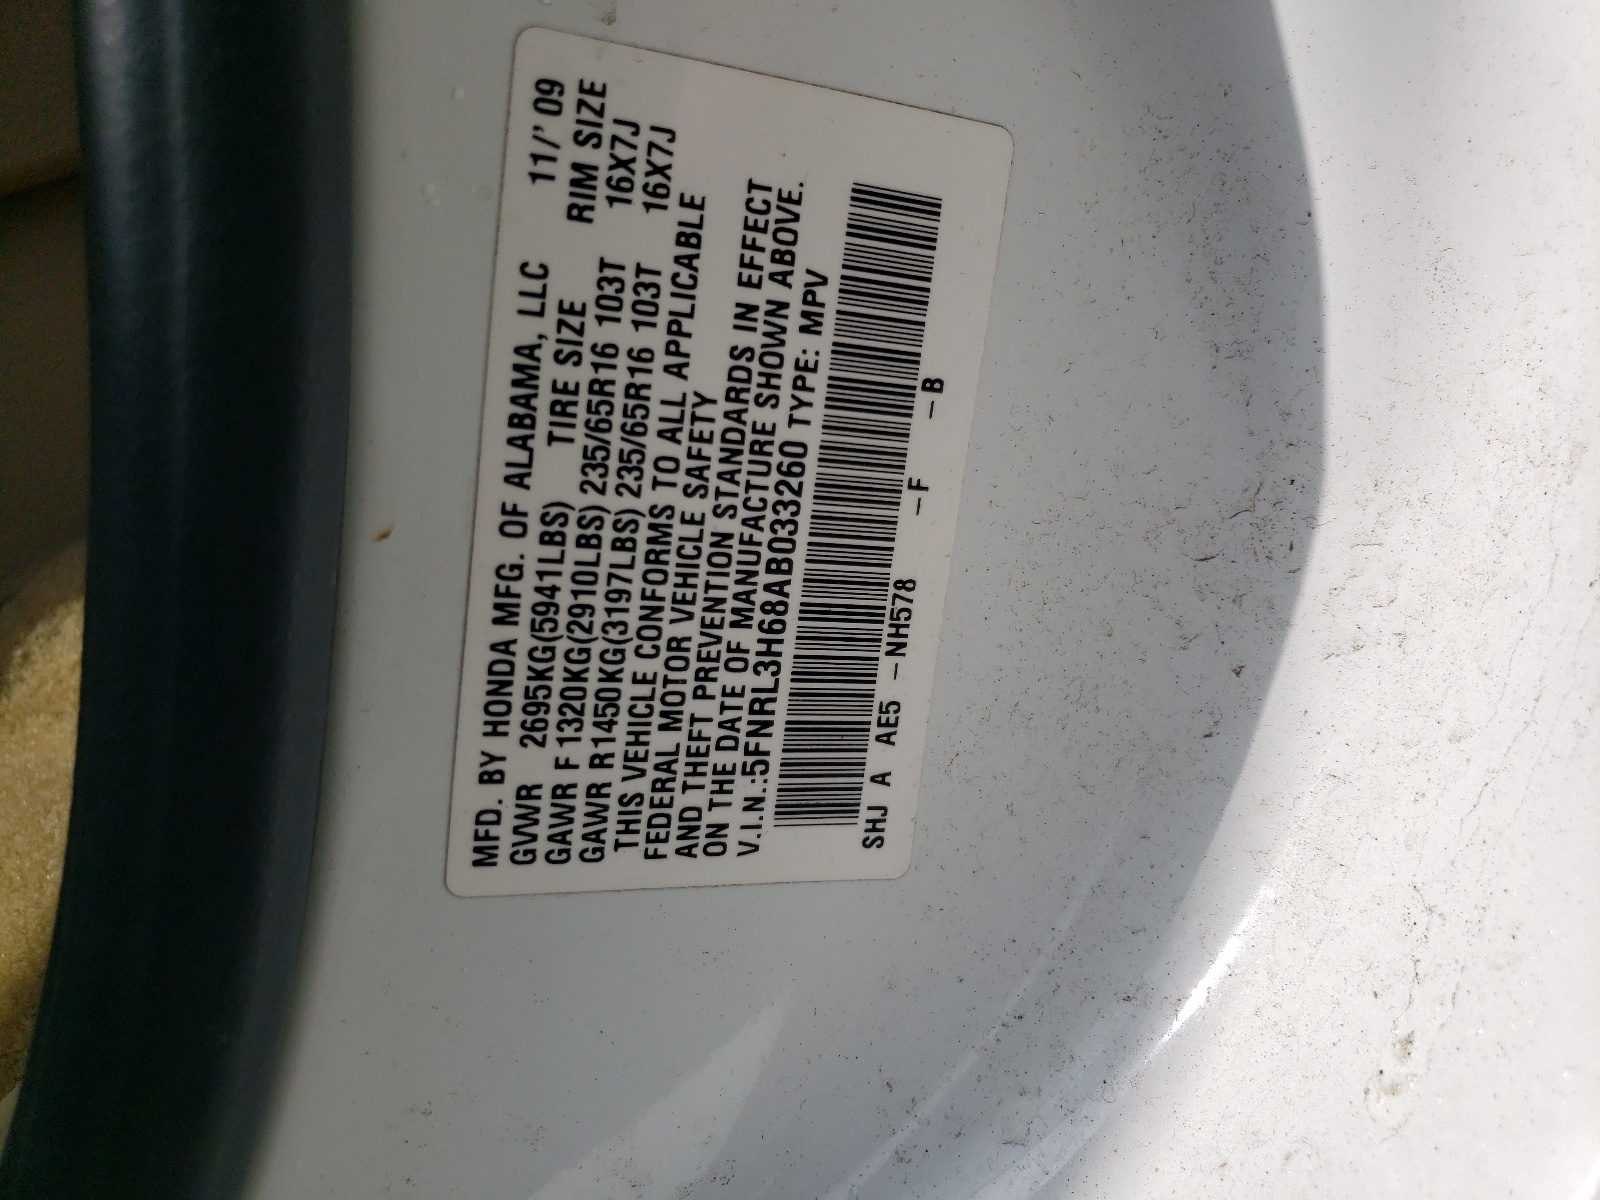 MFD. BY HONDA MFG. OF ALABAMA, LLC 11/' 09
GVWR 2695KG(5941LBS) TIRE SIZE RIM SIZE
GAWR F 1320KG(2910LBS) 235/65R16 103T 16X7J
GAWR R1450KG(3197LBS) 235/65R16 103T 16X7J
THIS VEHICLE CONFORMS TO ALL APPLICABLE
FEDERAL MOTOR VEHICLE SAFETY
AND THEFT PREVENTION STANDARDS IN EFFECT
ON THE DATE OF MANUFACTURE SHOWN ABOVE.
V.I.N.:5FNRL3H68AB033260 TYPE: MPV
SHJ A AE5 -NH578 -F -B